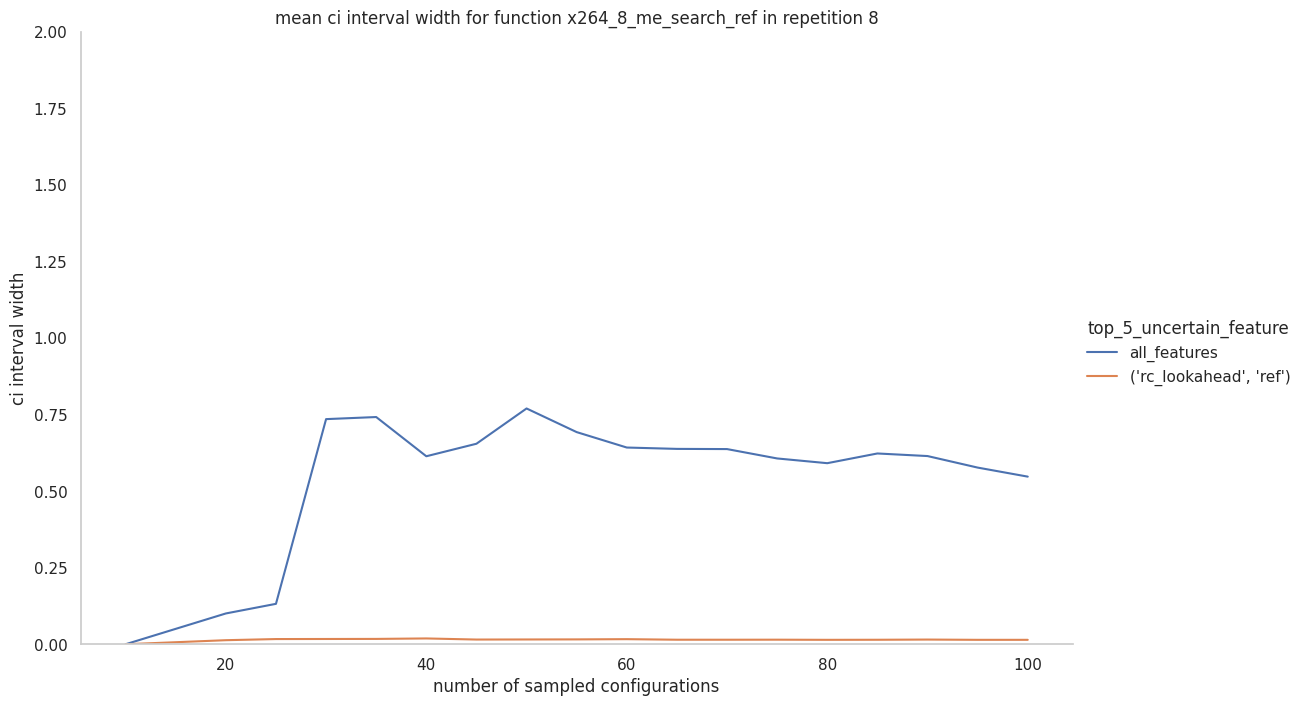 mean ci interval width for function x264_8_me_search_ref in repetition 8
2.00
1.75
1.50
1.25
1.00
0.75
0.50
0.25
0.00
ci interval width
20
40
60
80
100
number of sampled configurations
top_5_uncertain_feature
all_features
('rc_lookahead', 'ref')